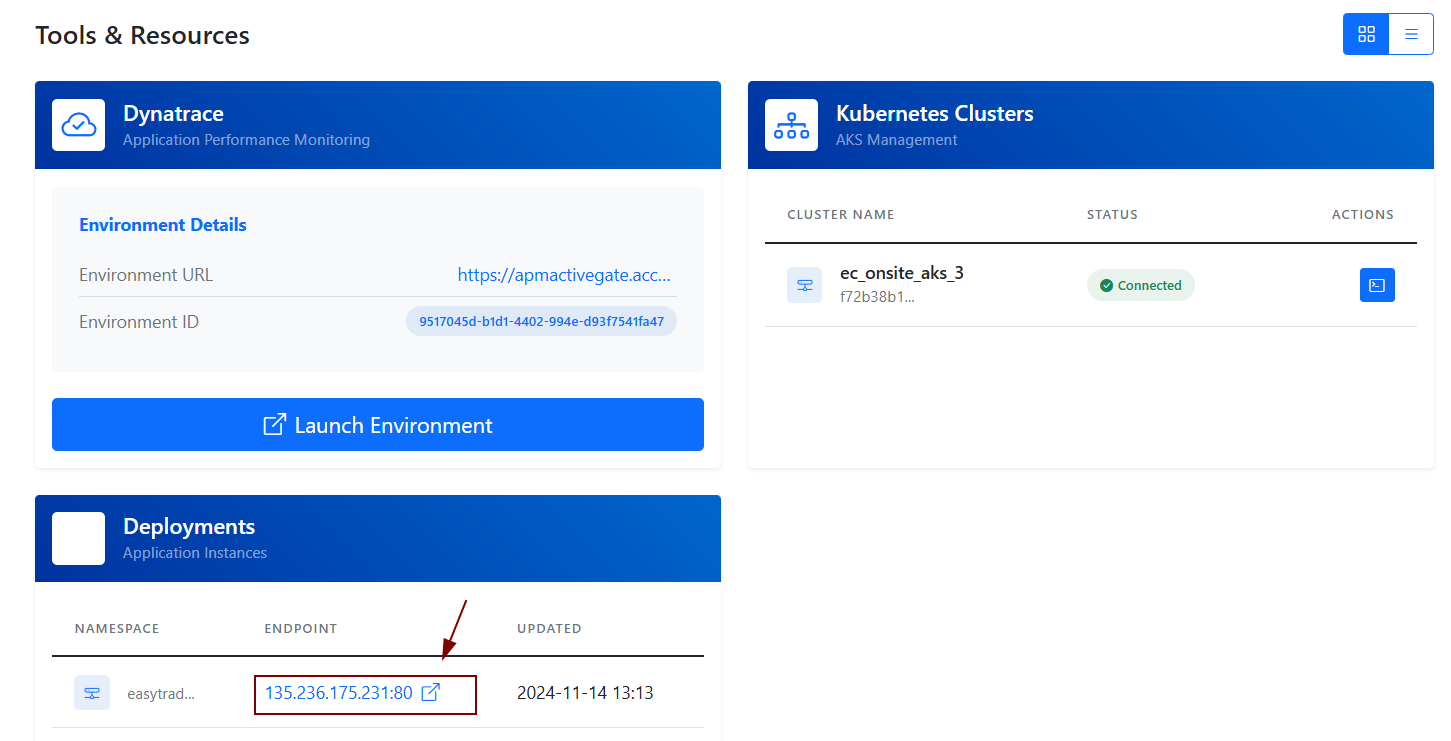 Tools & Resources
Dynatrace
Application Performance Monitoring
Environment Details
Environment URL https://apmactivegate.acc...
Environment ID 9517045d-b1d1-4402-994e-d93f7541fa47
Launch Environment
Kubernetes Clusters
AKS Management
CLUSTER NAME STATUS ACTIONS
ec_onsite_aks_3
f72b38b1...
Connected
Deployments
Application Instances
NAMESPACE ENDPOINT UPDATED
easytrad... 135.236.175.231:80 2024-11-14 13:13